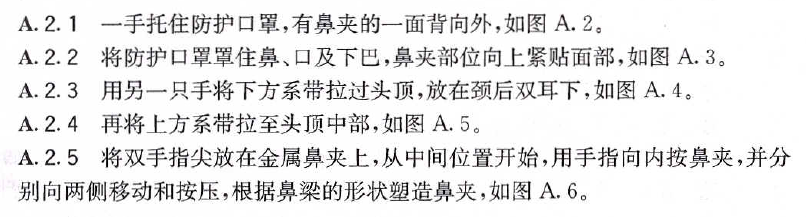 A.2.1 一手托住防护口罩,有鼻夹的一面背向外,如图 A.2。
A.2.2 将防护口罩罩住鼻、口及下巴,鼻夹部位向上紧贴面部,如图 A.3。
A.2.3 用另一只手将下方系带拉过头顶,放在颈后双耳下,如图 A.4。
A.2.4 再将上方系带拉至头顶中部,如图 A.5。
A.2.5 将双手指尖放在金属鼻夹上,从中间位置开始,用手指向内按鼻夹,并分
别向两侧移动和按压,根据鼻梁的形状塑造鼻夹,如图 A.6。